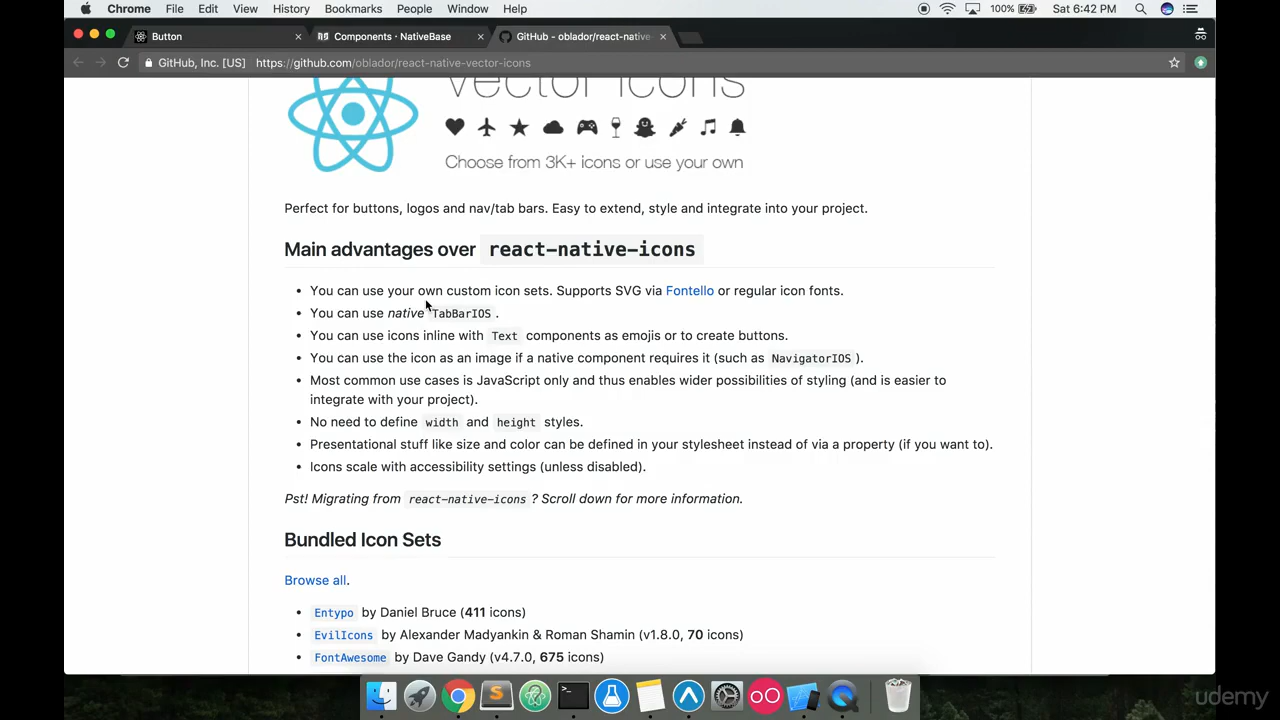 Chrome File Edit View History Bookmarks People Window Help 100% Sat 6:42 PM
Button Components · NativeBase GitHub - oblador/react-native-
GitHub, Inc. [US] https://github.com/oblador/react-native-vector-icons
vector icons
Choose from 3K+ icons or use your own
Perfect for buttons, logos and nav/tab bars. Easy to extend, style and integrate into your project.
Main advantages over react-native-icons
• You can use your own custom icon sets. Supports SVG via Fontello or regular icon fonts.
• You can use native TabBarIOS .
• You can use icons inline with Text components as emojis or to create buttons.
• You can use the icon as an image if a native component requires it (such as NavigatorIOS ).
• Most common use cases is JavaScript only and thus enables wider possibilities of styling (and is easier to
integrate with your project).
• No need to define width and height styles.
• Presentational stuff like size and color can be defined in your stylesheet instead of via a property (if you want to).
• Icons scale with accessibility settings (unless disabled).
Pst! Migrating from react-native-icons ? Scroll down for more information.
Bundled Icon Sets
Browse all.
• Entypo by Daniel Bruce (411 icons)
• EvilIcons by Alexander Madyankin & Roman Shamin (v1.8.0, 70 icons)
• FontAwesome by Dave Gandy (v4.7.0, 675 icons)
udemy